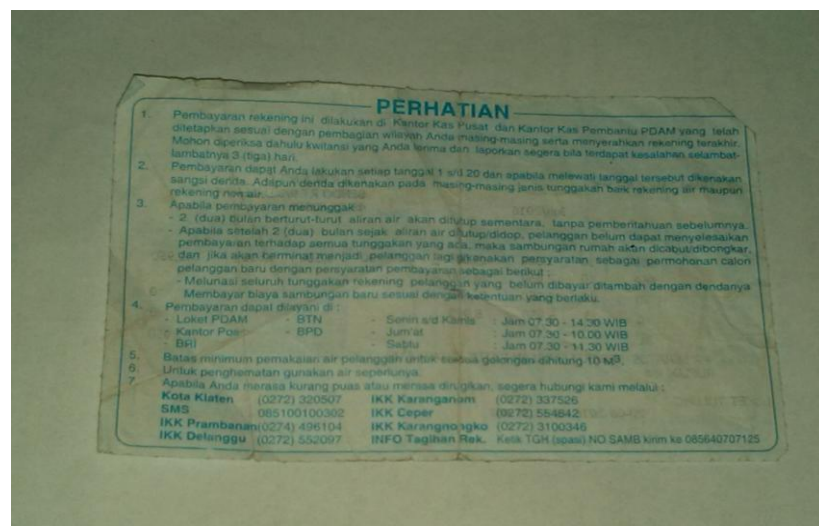 PERHATIAN
1. Pembayaran rekening ini dilakukan di Kantor Kas Pusat dan Kantor Kas Pembantu PDAM yang telah
ditetapkan sesuai dengan pembagian wilayah Anda masing-masing serta menyerahkan rekening terakhir.
Mohon diperiksa dahulu kwitansi yang Anda terima dan laporkan segera bila terdapat kesalahan selambat-
lambatnya 3 (tiga) hari.
2. Pembayaran dapat Anda lakukan setiap tanggal 1 s/d 20 dan apabila melewati tanggal tersebut dikenakan
sangsi denda. Adapun denda dikenakan pada masing-masing jenis tunggakan baik rekening air maupun
rekening non air.
3. Apabila pembayaran menunggak :
- 2 (dua) bulan berturut-turut aliran air akan ditutup sementara, tanpa pemberitahuan sebelumnya.
- Apabila setelah 2 (dua) bulan sejak aliran air ditutup/didop, pelanggan belum dapat menyelesaikan
pembayaran terhadap semua tunggakan yang ada, maka sambungan rumah akan dicabut/dibongkar,
dan jika akan berminat menjadi pelanggan lagi dikenakan persyaratan sebagai permohonan calon
pelanggan baru dengan persyaratan pembayaran sebagai berikut :
- Melunasi seluruh tunggakan rekening pelanggan yang belum dibayar ditambah dengan dendanya
Membayar biaya sambungan baru sesuai dengan ketentuan yang berlaku.
4. Pembayaran dapat dilayani di :
- Loket PDAM - BTN - Senin s/d Kamis : Jam 07.30 - 14.30 WIB
- Kantor Pos - BPD - Jum'at : Jam 07.30 - 10.00 WIB
- BRI - Sabtu : Jam 07.30 - 11.30 WIB
5. Batas minimum pemakaian air pelanggan untuk semua golongan dihitung 10 M³.
6. Untuk penghematan gunakan air seperlunya.
7. Apabila Anda merasa kurang puas atau merasa dirugikan, segera hubungi kami melalui :
Kota Klaten (0272) 320507 IKK Karanganom (0272) 337526
SMS 085100100302 IKK Ceper (0272) 554842
IKK Prambanan (0274) 496104 IKK Karangnongko (0272) 3100346
IKK Delanggu (0272) 552097 INFO Tagihan Rek. Ketik TGH (spasi) NO SAMB kirim ke 085640707125